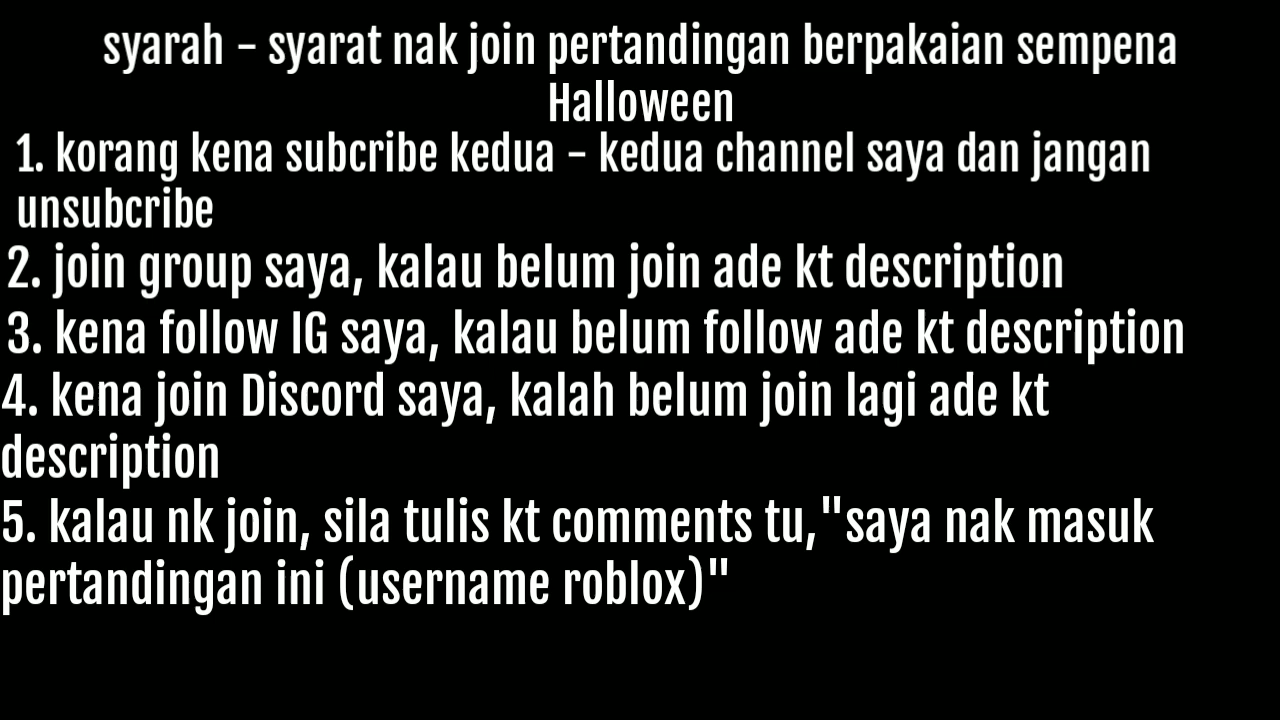 syarah - syarat nak join pertandingan berpakaian sempena
Halloween
1. korang kena subcribe kedua - kedua channel saya dan jangan
unsubcribe
2. join group saya, kalau belum join ade kt description
3. kena follow IG saya, kalau belum follow ade kt description
4. kena join Discord saya, kalah belum join lagi ade kt
description
5. kalau nk join, sila tulis kt comments tu,"saya nak masuk
pertandingan ini (username roblox)"